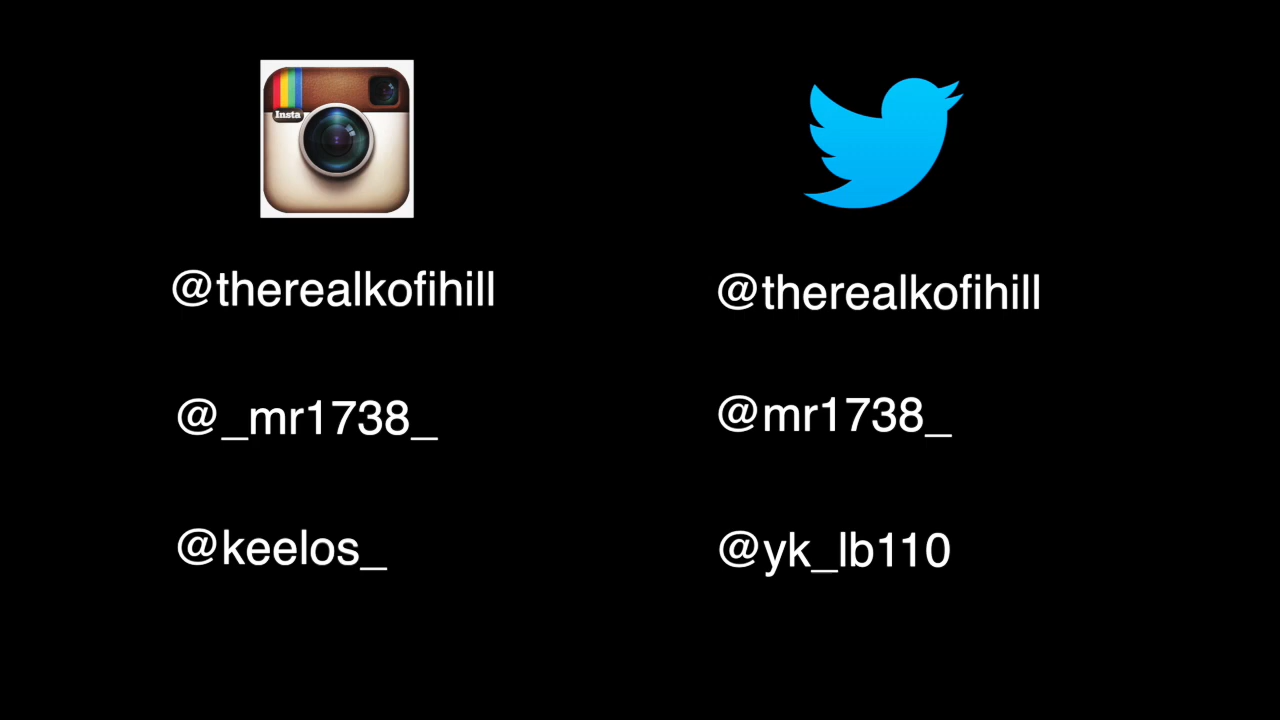 Insta
@therealkofihill
@_mr1738_
@keelos_
@therealkofihill
@mr1738_
@yk_lb110